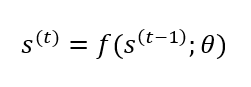 s^{(t)} = f(s^{(t-1)}; θ)